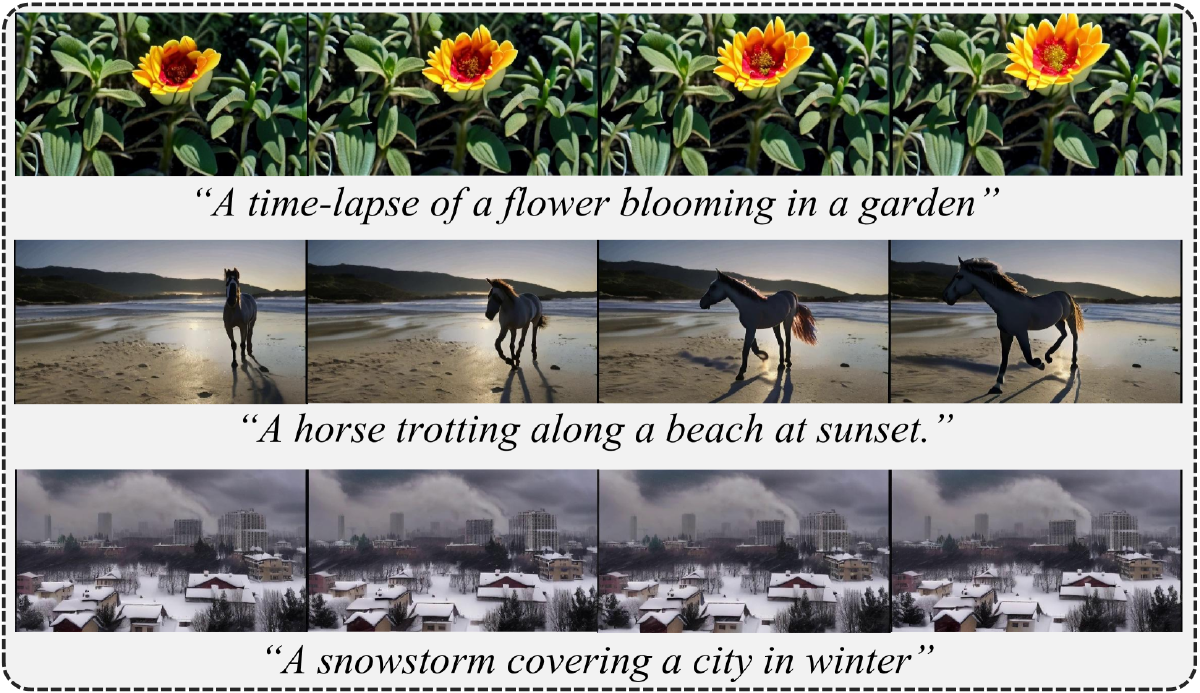 “A time-lapse of a flower blooming in a garden”
“A horse trotting along a beach at sunset.”
“A snowstorm covering a city in winter”